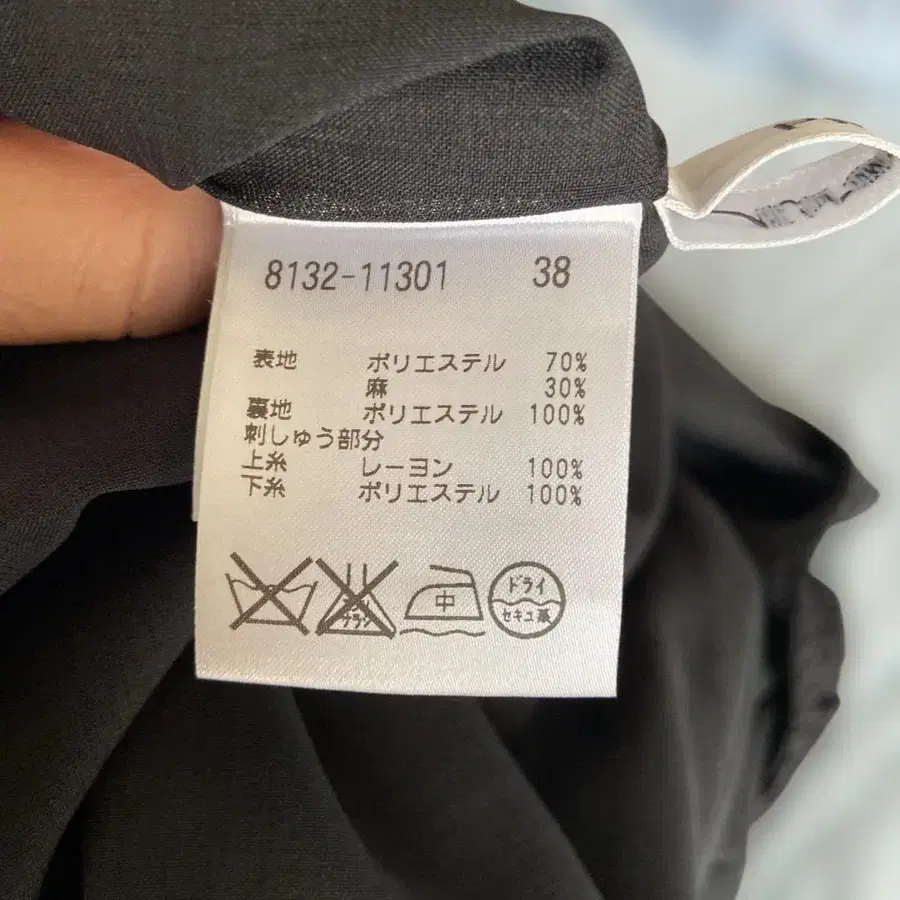 8132-11301 38
表地 ポリエステル 70%
麻 30%
裏地 ポリエステル 100%
刺しゅう部分
上糸 レーヨン 100%
下糸 ポリエステル 100%
中
ドライ
セキユ系